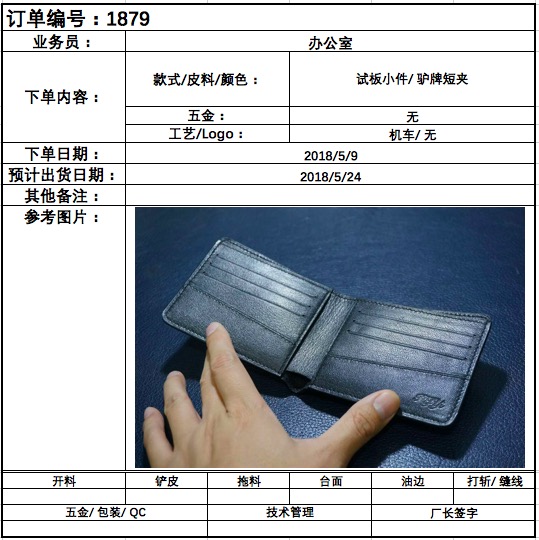 订单编号：1879
业务员： 办公室
下单内容： 款式/皮料/颜色： 试板小件/ 驴牌短夹
五金： 无
工艺/Logo： 机车/ 无
下单日期： 2018/5/9
预计出货日期： 2018/5/24
其他备注：
参考图片：
开料 铲皮 拖料 台面 油边 打斩/ 缝线
五金/ 包装/ QC 技术管理 厂长签字